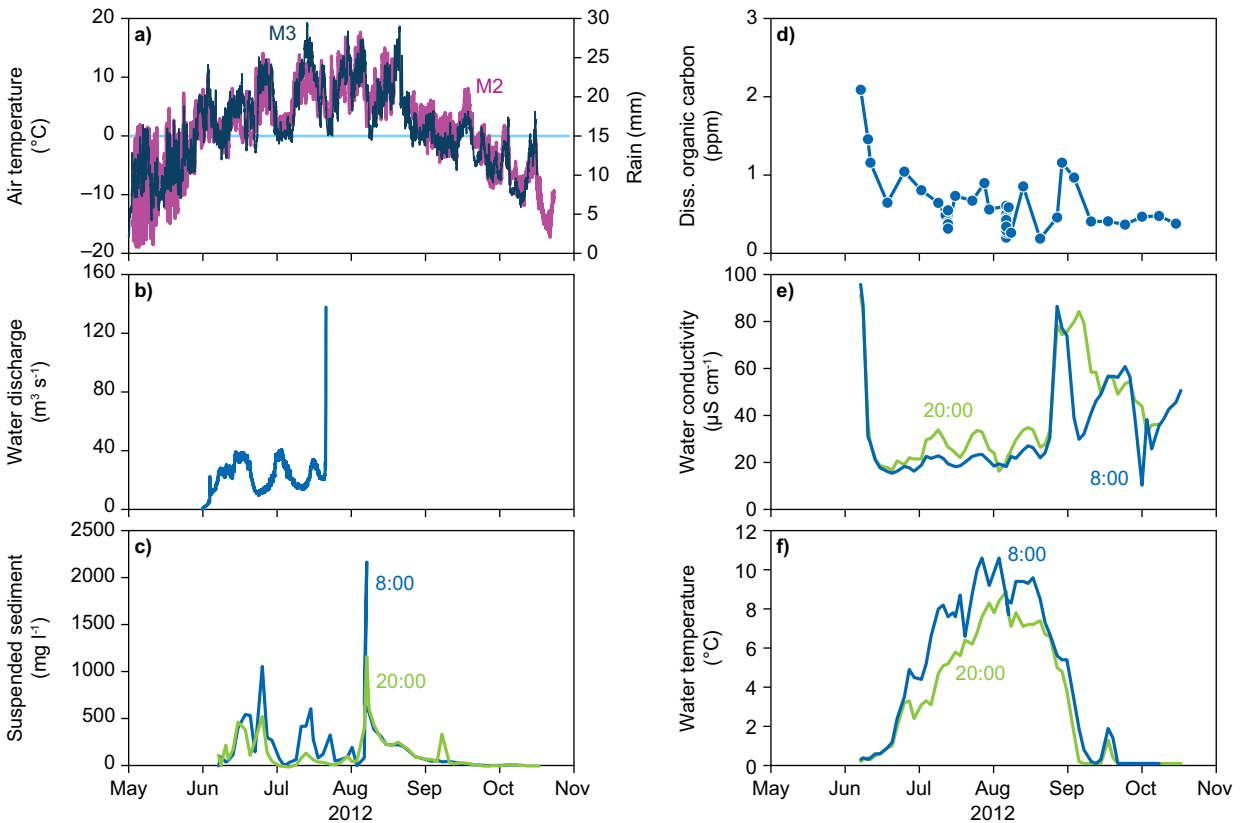 a)
M3
M2
20
10
0
–10
–20
Air temperature
(°C)
30
25
20
15
10
5
0
Rain (mm)
b)
160
120
80
40
0
Water discharge
(m³ s⁻¹)
c)
8:00
20:00
2500
2000
1500
1000
500
0
Suspended sediment
(mg l⁻¹)
May Jun Jul Aug Sep Oct Nov
2012
d)
3
2
1
0
Diss. organic carbon
(ppm)
e)
20:00
8:00
100
80
60
40
20
0
Water conductivity
(µS cm⁻¹)
f)
8:00
20:00
12
10
8
6
4
2
0
Water temperature
(°C)
May Jun Jul Aug Sep Oct Nov
2012